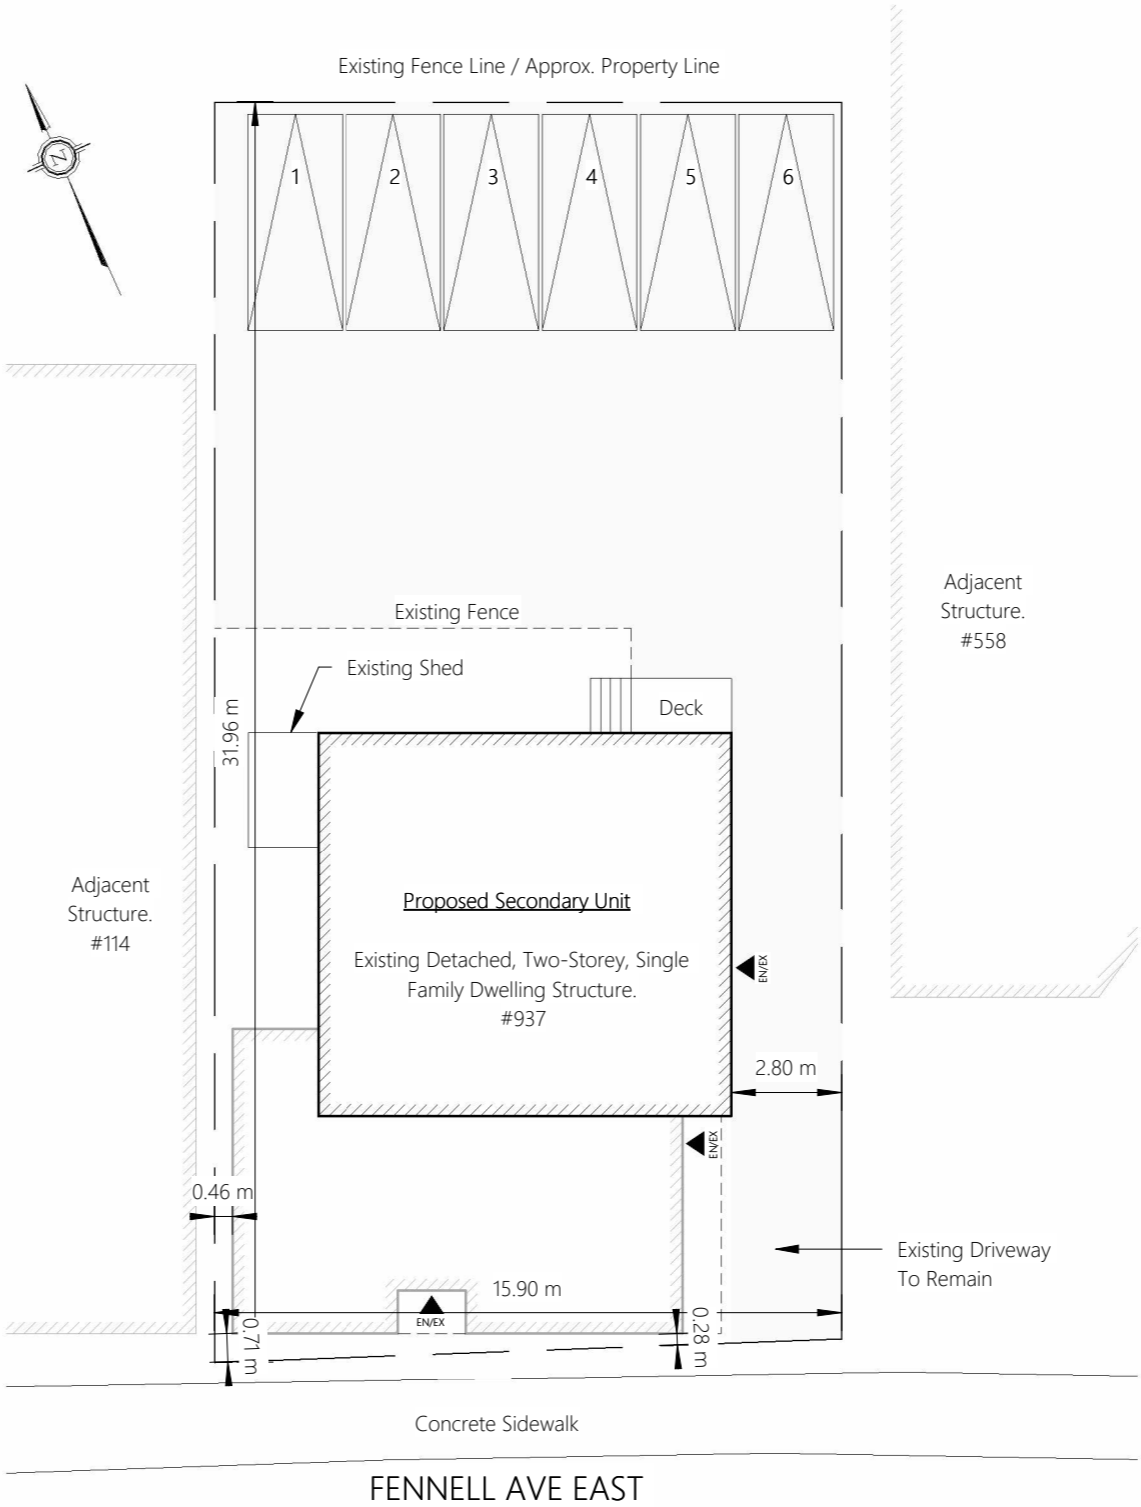 Existing Fence Line / Approx. Property Line
N
1
2
3
4
5
6
Adjacent
Structure.
#558
Existing Fence
Existing Shed
Deck
31.96 m
Adjacent
Structure.
#114
Proposed Secondary Unit
Existing Detached, Two-Storey, Single
Family Dwelling Structure.
#937
EN/EX
2.80 m
EN/EX
0.46 m
Existing Driveway
To Remain
15.90 m
EN/EX
0.71 m
0.28 m
Concrete Sidewalk
FENNELL AVE EAST